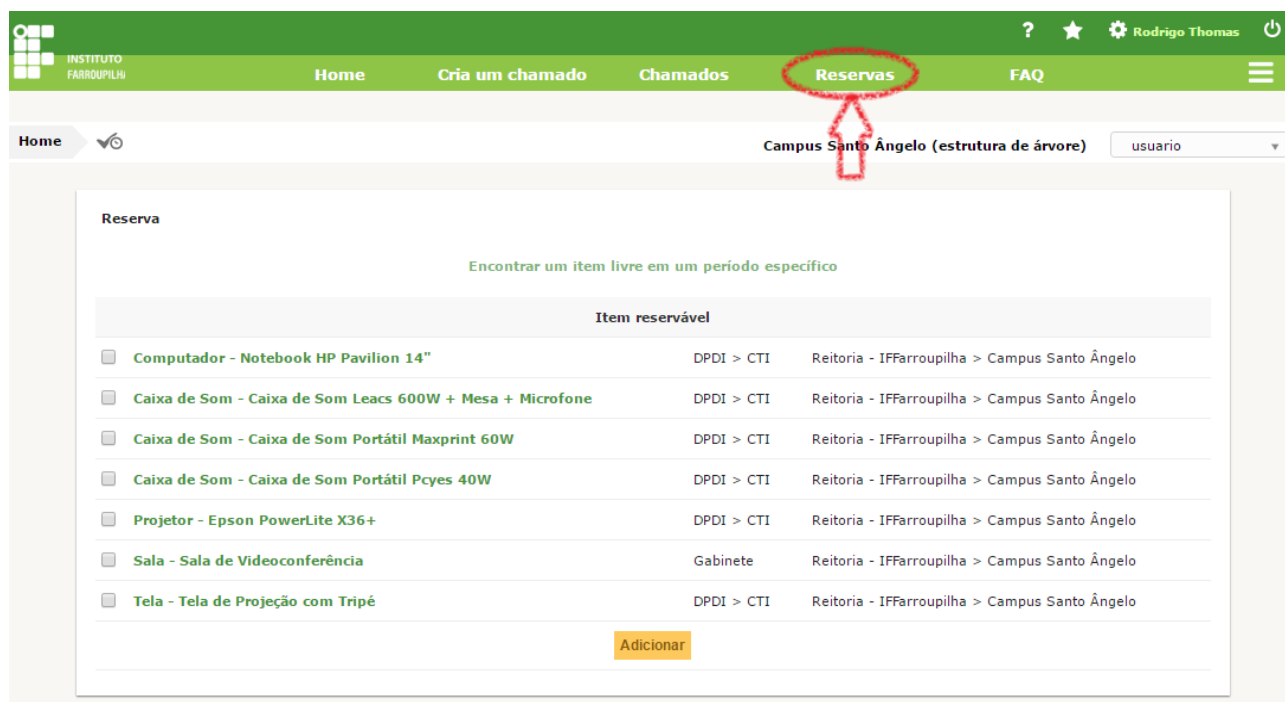 ? Rodrigo Thomas
INSTITUTO
FARROUPILH
Home Cria um chamado Chamados Reservas FAQ
Home Campus Santo Ângelo (estrutura de árvore) usuario
Reserva
Encontrar um item livre em um período específico
Item reservável
Computador - Notebook HP Pavilion 14" DPDI > CTI Reitoria - IFFarroupilha > Campus Santo Ângelo
Caixa de Som - Caixa de Som Leacs 600W + Mesa + Microfone DPDI > CTI Reitoria - IFFarroupilha > Campus Santo Ângelo
Caixa de Som - Caixa de Som Portátil Maxprint 60W DPDI > CTI Reitoria - IFFarroupilha > Campus Santo Ângelo
Caixa de Som - Caixa de Som Portátil Pcyes 40W DPDI > CTI Reitoria - IFFarroupilha > Campus Santo Ângelo
Projetor - Epson PowerLite X36+ DPDI > CTI Reitoria - IFFarroupilha > Campus Santo Ângelo
Sala - Sala de Videoconferência Gabinete Reitoria - IFFarroupilha > Campus Santo Ângelo
Tela - Tela de Projeção com Tripé DPDI > CTI Reitoria - IFFarroupilha > Campus Santo Ângelo
Adicionar